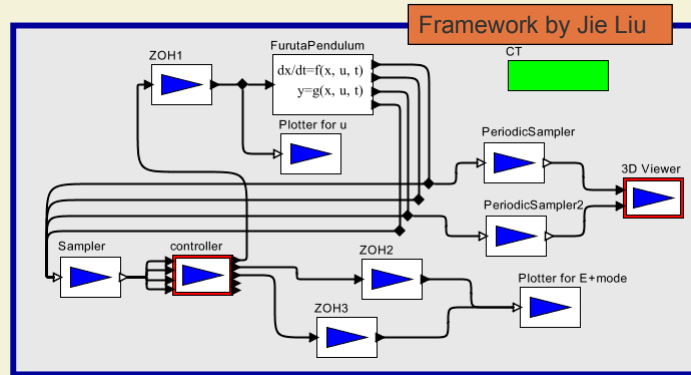 Framework by Jie Liu
ZOH1
FurutaPendulum
CT
dx/dt=f(x, u, t)
y=g(x, u, t)
Plotter for u
PeriodicSampler
3D Viewer
PeriodicSampler2
Sampler
controller
ZOH2
Plotter for E+mode
ZOH3